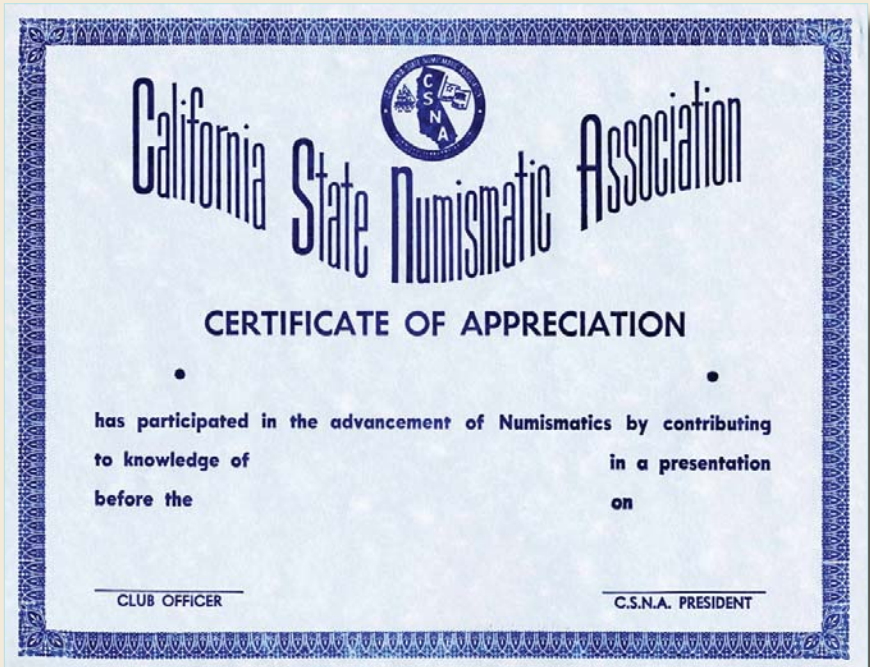 C
S
N
A
California State Numismatic Association
CERTIFICATE OF APPRECIATION
has participated in the advancement of Numismatics by contributing
to knowledge of in a presentation
before the on
CLUB OFFICER C.S.N.A. PRESIDENT